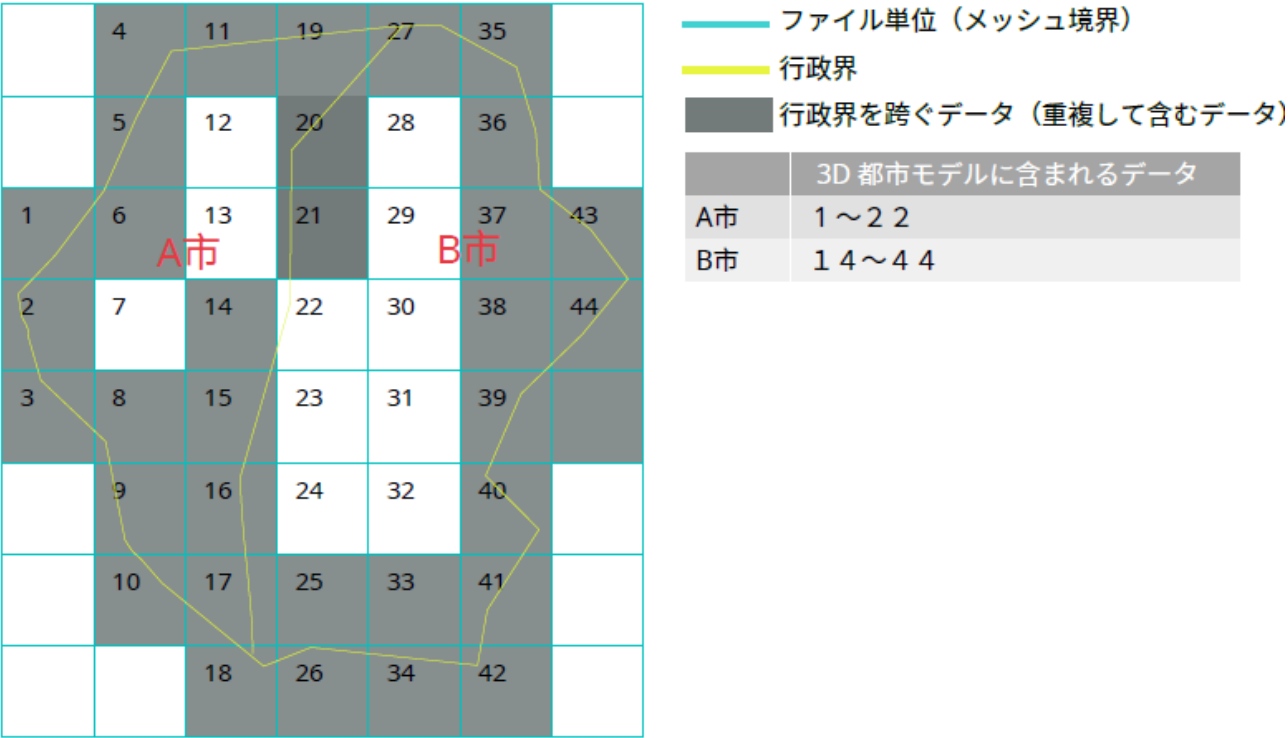 4 11 19 27 35
5 12 20 28 36
1 6 13 21 29 37 43
A市 B市
2 7 14 22 30 38 44
3 8 15 23 31 39
9 16 24 32 40
10 17 25 33 41
18 26 34 42
ファイル単位（メッシュ境界）
行政界
行政界を跨ぐデータ（重複して含むデータ）
3D 都市モデルに含まれるデータ
A市 1～２２
B市 １４～４４